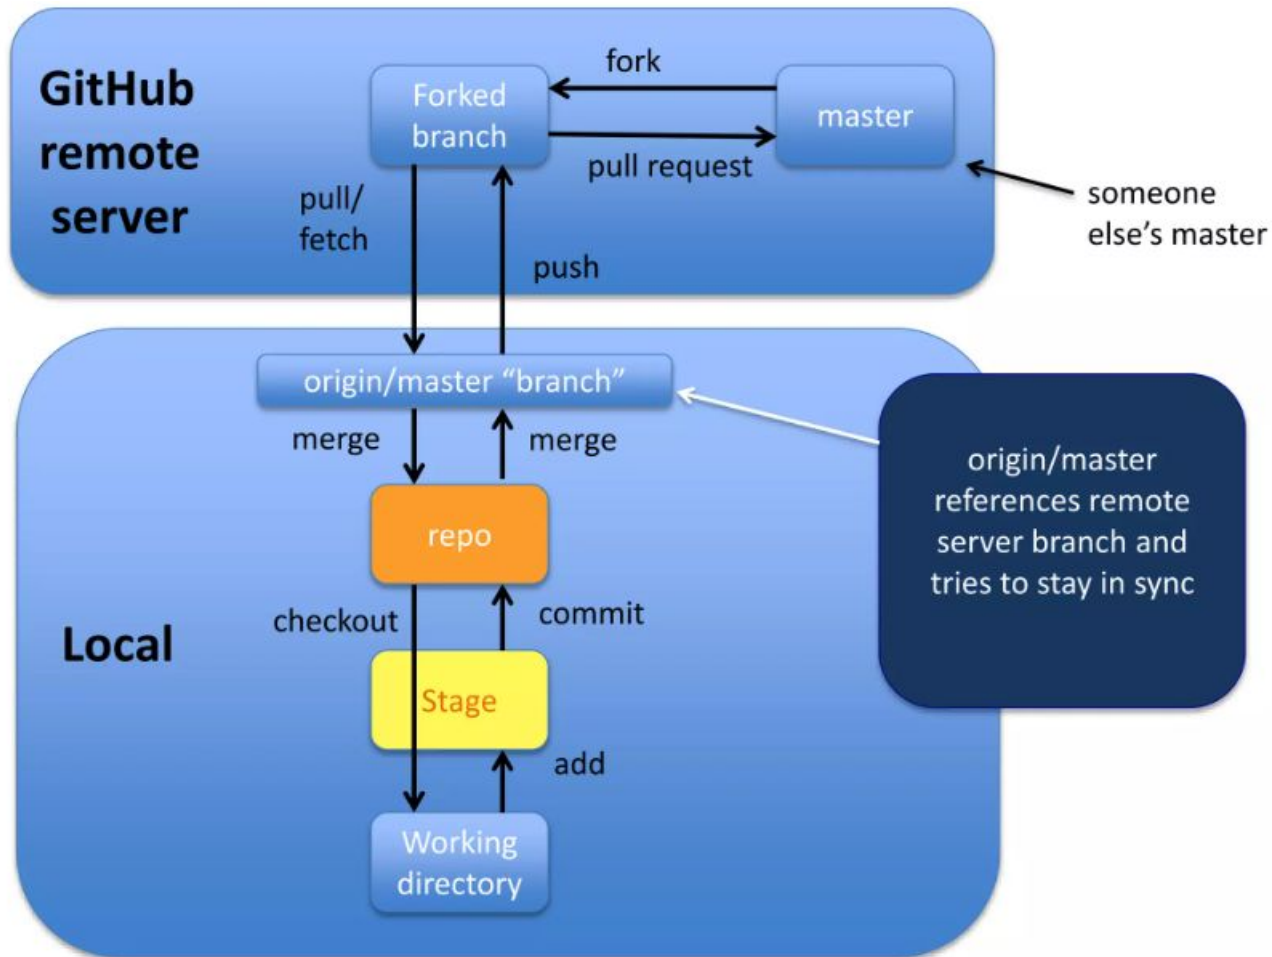 GitHub
remote
server
Forked
branch
fork
master
pull request
someone
else’s master
pull/
fetch
push
origin/master “branch”
merge
merge
origin/master
references remote
server branch and
tries to stay in sync
repo
Local
checkout
commit
Stage
add
Working
directory